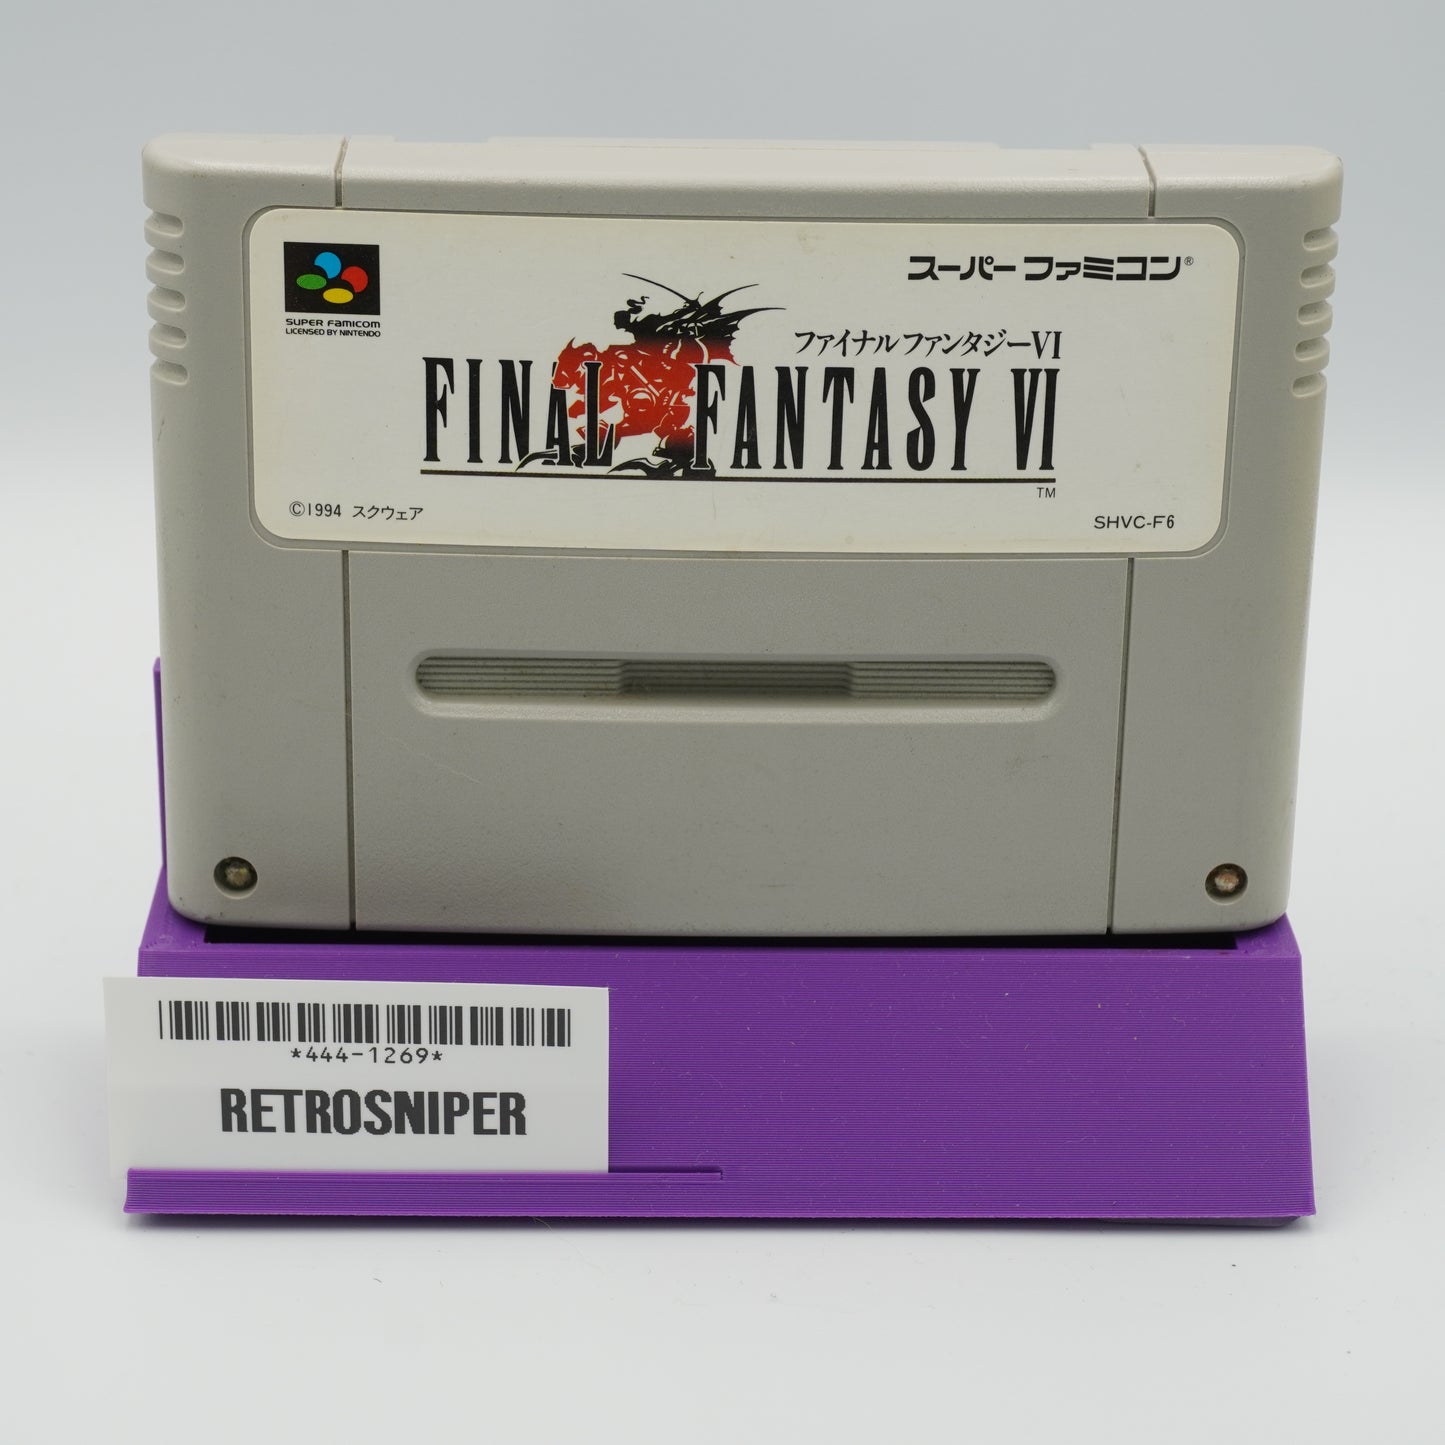 SUPER FAMICOM
LICENSED BY NINTENDO
スーパーファミコン®
ファイナルファンタジーVI
FINAL FANTASY VI
TM
©1994 スクウェア
SHVC-F6
*444-1269*
RETROSNIPER